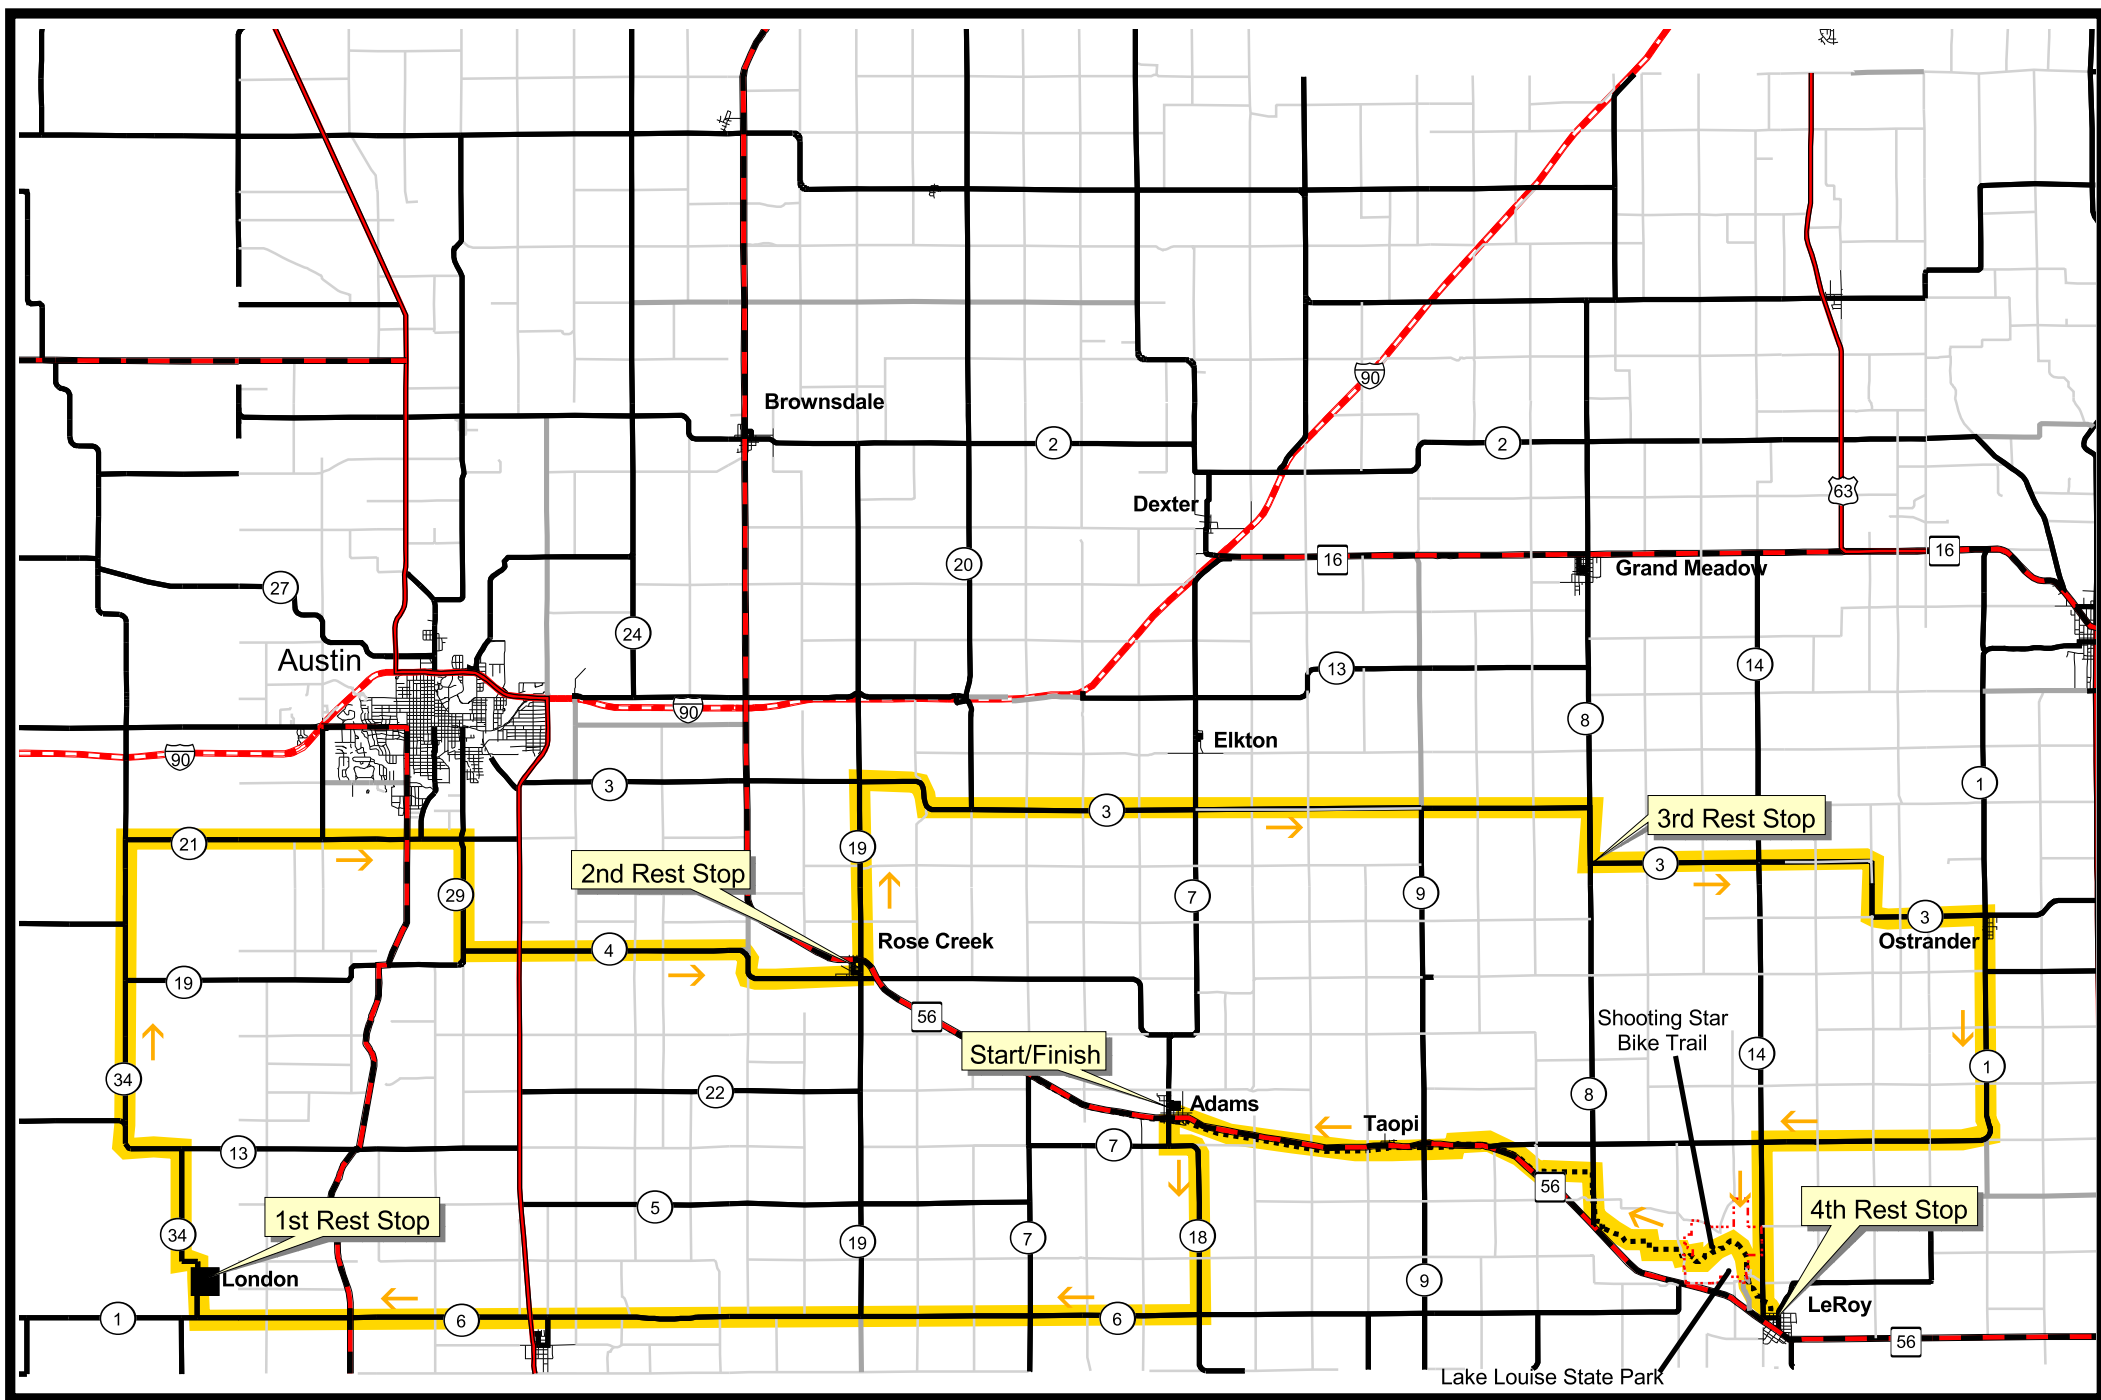 Brownsdale
2
2
90
Dexter
63
20
16
16
Grand Meadow
27
24
Austin
13
14
90
8
Elkton
90
3
1
3
3rd Rest Stop
21
19
2nd Rest Stop
3
29
7
9
3
Rose Creek
Ostrander
4
19
56
Shooting Star
Bike Trail
Start/Finish
14
1
34
22
8
Adams
Taopi
7
13
56
5
1st Rest Stop
4th Rest Stop
34
19
7
18
London
9
LeRoy
1
6
6
56
Lake Louise State Park